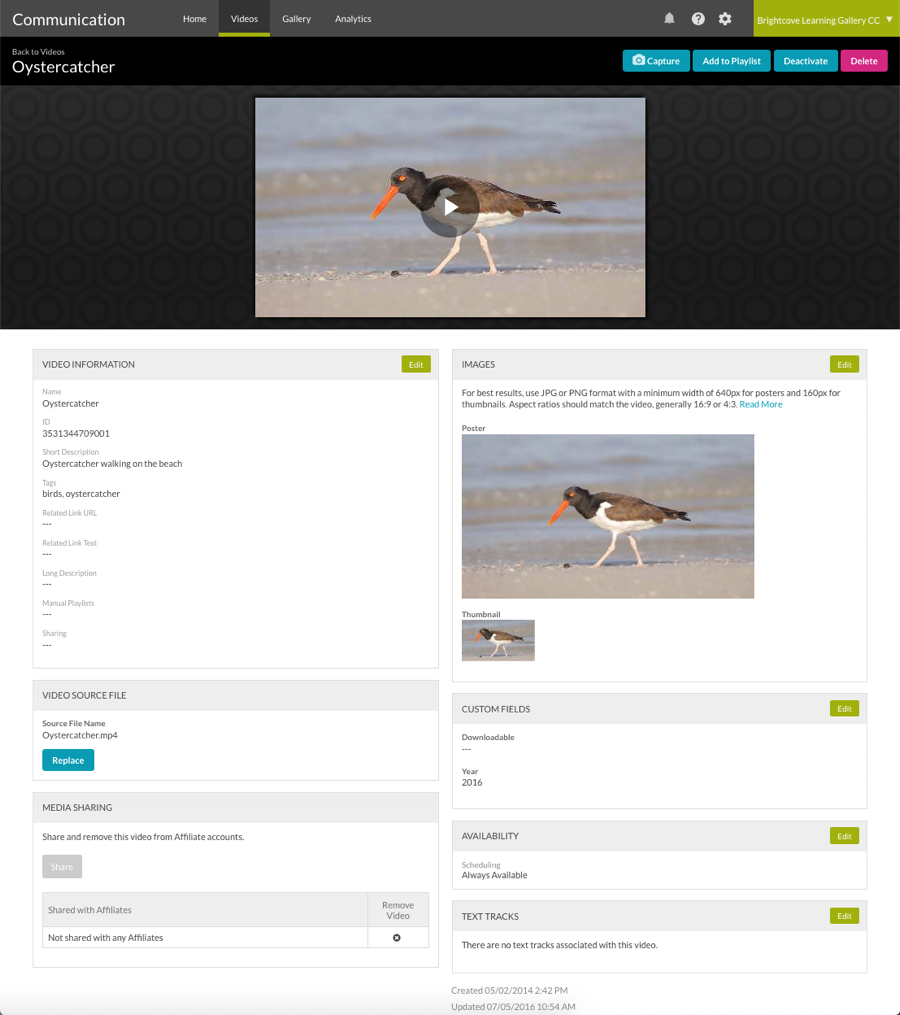 Communication
Home
Videos
Gallery
Analytics
Brightcove Learning Gallery CC
Back to Videos
Oystercatcher
Capture
Add to Playlist
Deactivate
Delete
VIDEO INFORMATION
Edit
Name
Oystercatcher
ID
3531344709001
Short Description
Oystercatcher walking on the beach
Tags
birds, oystercatcher
Related Link URL
---
Related Link Text
---
Long Description
---
Manual Playlists
---
Sharing
---
VIDEO SOURCE FILE
Source File Name
Oystercatcher.mp4
Replace
MEDIA SHARING
Share and remove this video from Affiliate accounts.
Share
Shared with Affiliates
Remove
Video
Not shared with any Affiliates
IMAGES
Edit
For best results, use JPG or PNG format with a minimum width of 640px for posters and 160px for
thumbnails. Aspect ratios should match the video, generally 16:9 or 4:3. Read More
Poster
Thumbnail
CUSTOM FIELDS
Edit
Downloadable
---
Year
2016
AVAILABILITY
Edit
Scheduling
Always Available
TEXT TRACKS
Edit
There are no text tracks associated with this video.
Created 05/02/2014 2:42 PM
Updated 07/05/2016 10:54 AM